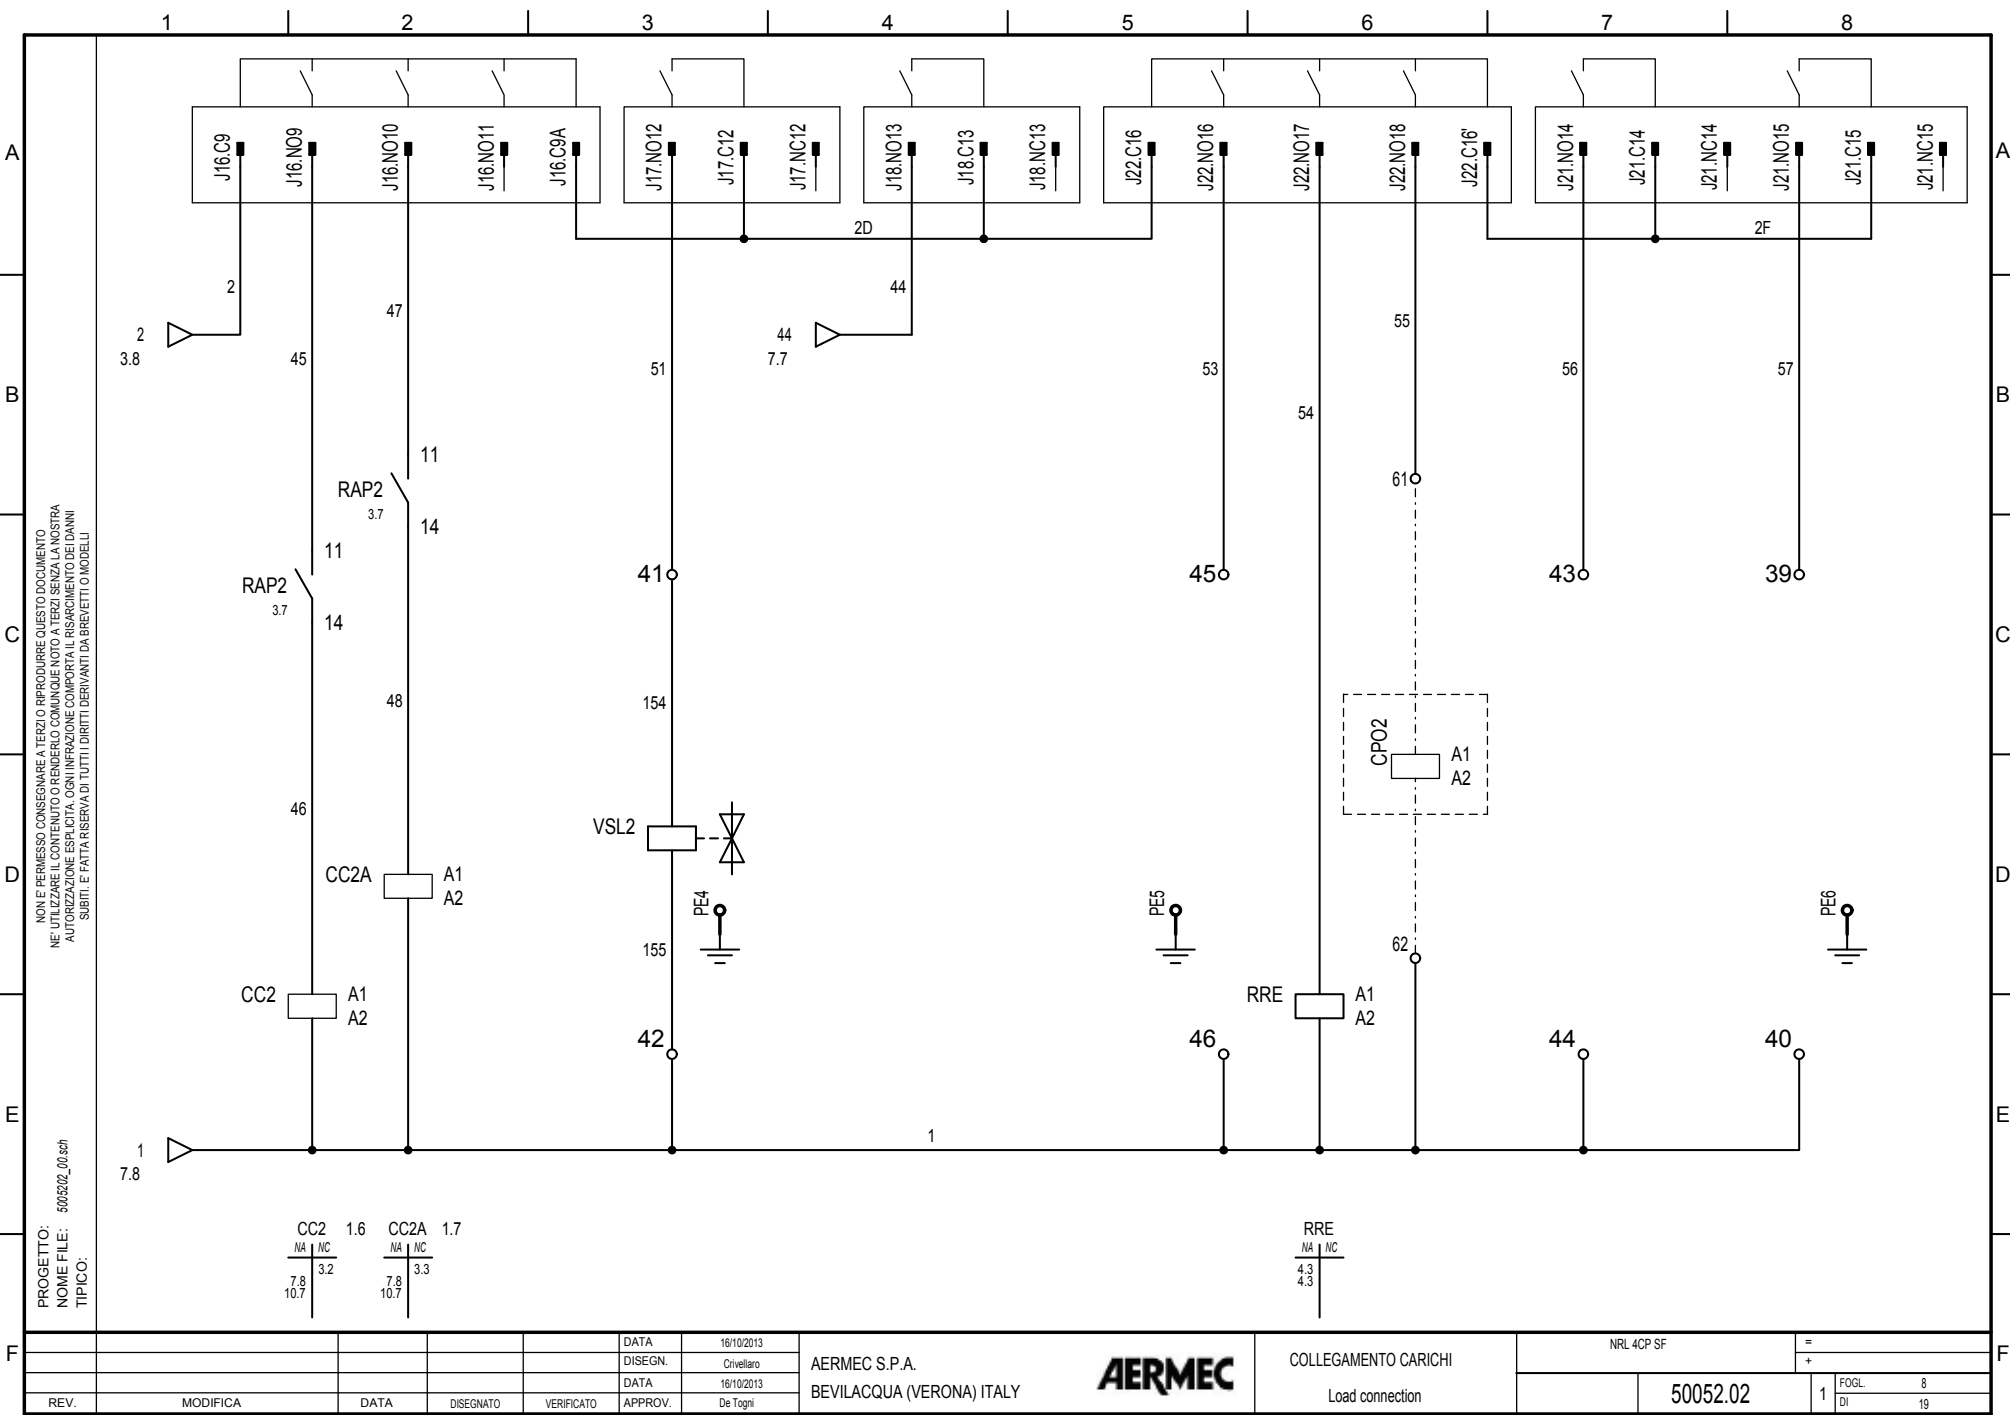 1 2 3 4 5 6 7 8
A A
J16.C9 J16.NO9 J16.NO10 J16.NO11 J16.C9A J17.NO12 J17.C12 J17.NC12 J18.NO13 J18.C13 J18.NC13 J22.C16 J22.NO16 J22.NO17 J22.NO18 J22.C16' J21.NO14 J21.C14 J21.NC14 J21.NO15 J21.C15 J21.NC15
2D 2F
2 47 44 55
2 44
3.8 7.7
45 51 53 56 57
B B
54
11
RAP2 61
3.7
14
11 41 45 43 39
RAP2
3.7
14
C C
48 154
CPO2 A1
A2
46
VSL2
CC2A A1
A2
D D
PE4 PE5 PE6
155 62
CC2 A1 RRE A1
A2 A2
42 46 44 40
E E
1 1
7.8
CC2 1.6 CC2A 1.7 RRE
NA NC NA NC NA NC
3.2 3.3 4.3
7.8 7.8 4.3
10.7 10.7
NON E' PERMESSO CONSEGNARE A TERZI O RIPRODURRE QUESTO DOCUMENTO
NE' UTILIZZARE IL CONTENUTO O RENDERLO COMUNQUE NOTO A TERZI SENZA LA NOSTRA
AUTORIZZAZIONE ESPLICITA. OGNI INFRAZIONE COMPORTA IL RISARCIMENTO DEI DANNI
SUBITI. E' FATTA RISERVA DI TUTTI I DIRITTI DERIVANTI DA BREVETTI O MODELLI
PROGETTO:
NOME FILE: 5005202_00.sch
TIPICO:
F F
DATA 16/10/2013
DISEGN. Crivellaro
DATA 16/10/2013
REV. MODIFICA DATA DISEGNATO VERIFICATO APPROV. De Togni
AERMEC S.P.A.
BEVILACQUA (VERONA) ITALY
AERMEC
COLLEGAMENTO CARICHI
Load connection
NRL 4CP SF =
+
50052.02 1 FOGL. 8
DI 19